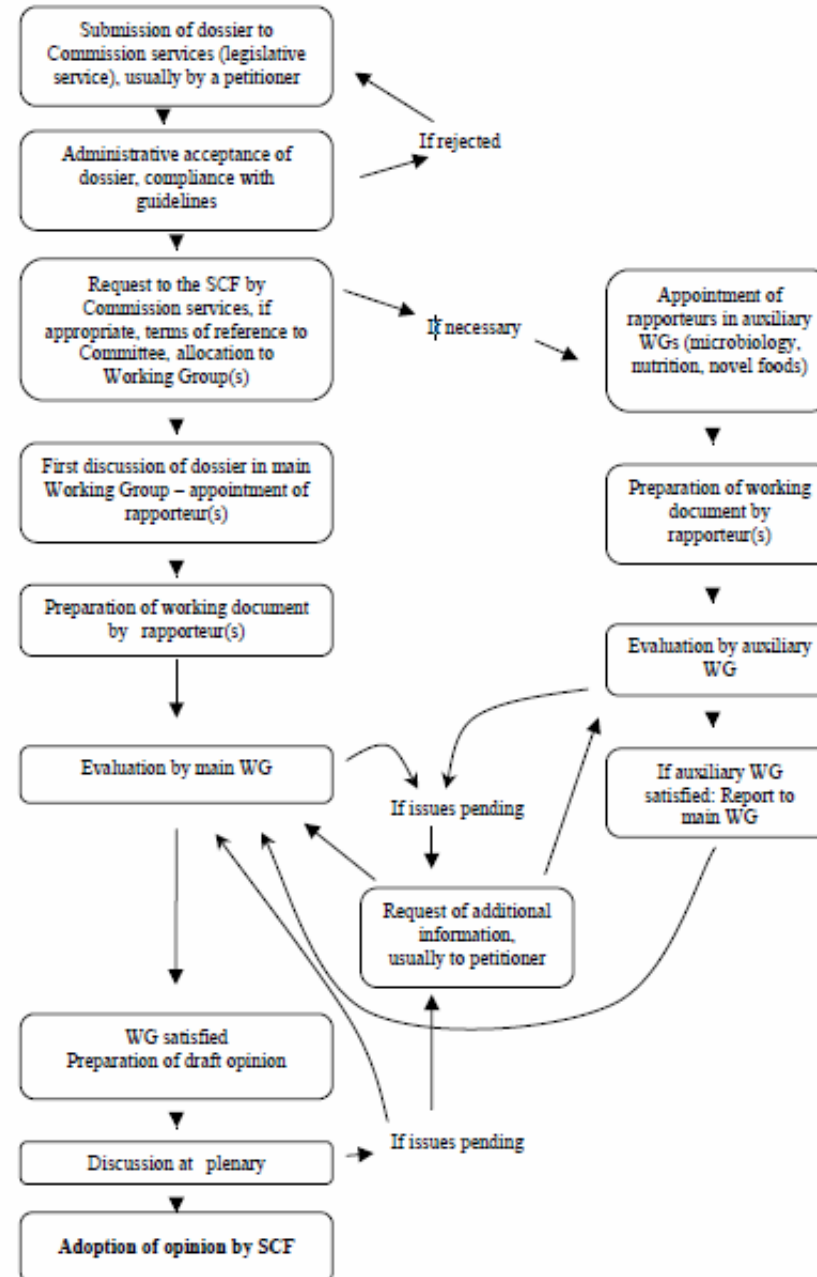 Submission of dossier to
Commission services (legislative
service), usually by a petitioner
If rejected
Administrative acceptance of
dossier, compliance with
guidelines
Request to the SCF by
Commission services, if
appropriate, terms of reference to
Committee, allocation to
Working Group(s)
If necessary
Appointment of
rapporteurs in auxiliary
WGs (microbiology,
nutrition, novel foods)
First discussion of dossier in main
Working Group – appointment of
rapporteur(s)
Preparation of working
document by
rapporteur(s)
Preparation of working document
by rapporteur(s)
Evaluation by auxiliary
WG
Evaluation by main WG
If issues pending
If auxiliary WG
satisfied: Report to
main WG
Request of additional
information,
usually to petitioner
WG satisfied
Preparation of draft opinion
If issues pending
Discussion at plenary
Adoption of opinion by SCF